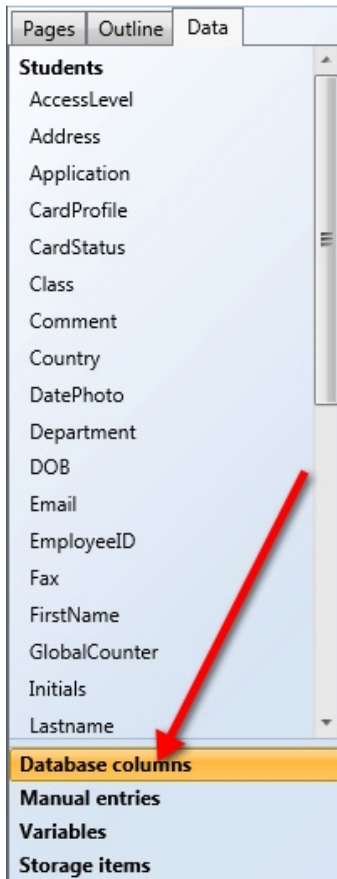 Pages Outline Data
Students
AccessLevel
Address
Application
CardProfile
CardStatus
Class
Comment
Country
DatePhoto
Department
DOB
Email
EmployeeID
Fax
FirstName
GlobalCounter
Initials
Lastname
Database columns
Manual entries
Variables
Storage items